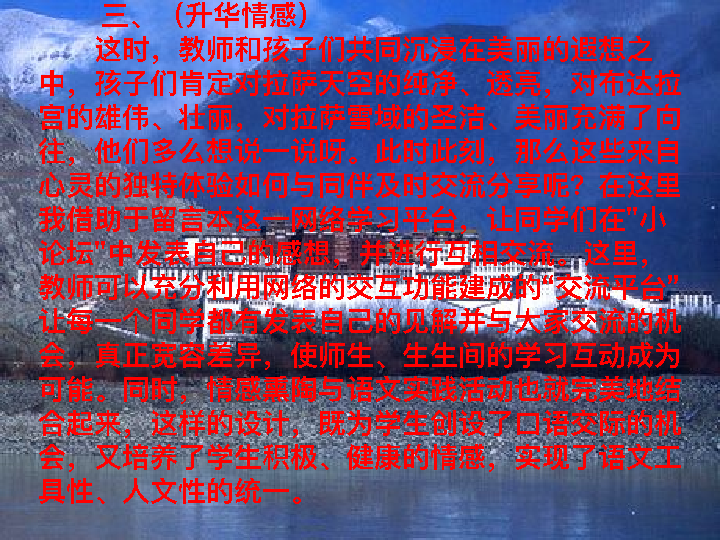 三、（升华情感）
这时，教师和孩子们共同沉浸在美丽的遐想之
中，孩子们肯定对拉萨天空的纯净、透亮，对布达拉
宫的雄伟、壮丽，对拉萨雪域的圣洁、美丽充满了向
往，他们多么想说一说呀。此时此刻，那么这些来自
心灵的独特体验如何与同伴及时交流分享呢？在这里
我借助于留言本这一网络学习平台，让同学们在"小
论坛"中发表自己的感想，并进行互相交流。这里，
教师可以充分利用网络的交互功能建成的“交流平台”
让每一个同学都有发表自己的见解并与大家交流的机
会，真正宽容差异，使师生、生生间的学习互动成为
可能。同时，情感熏陶与语文实践活动也就完美地结
合起来，这样的设计，既为学生创设了口语交际的机
会，又培养了学生积极、健康的情感，实现了语文工
具性、人文性的统一。